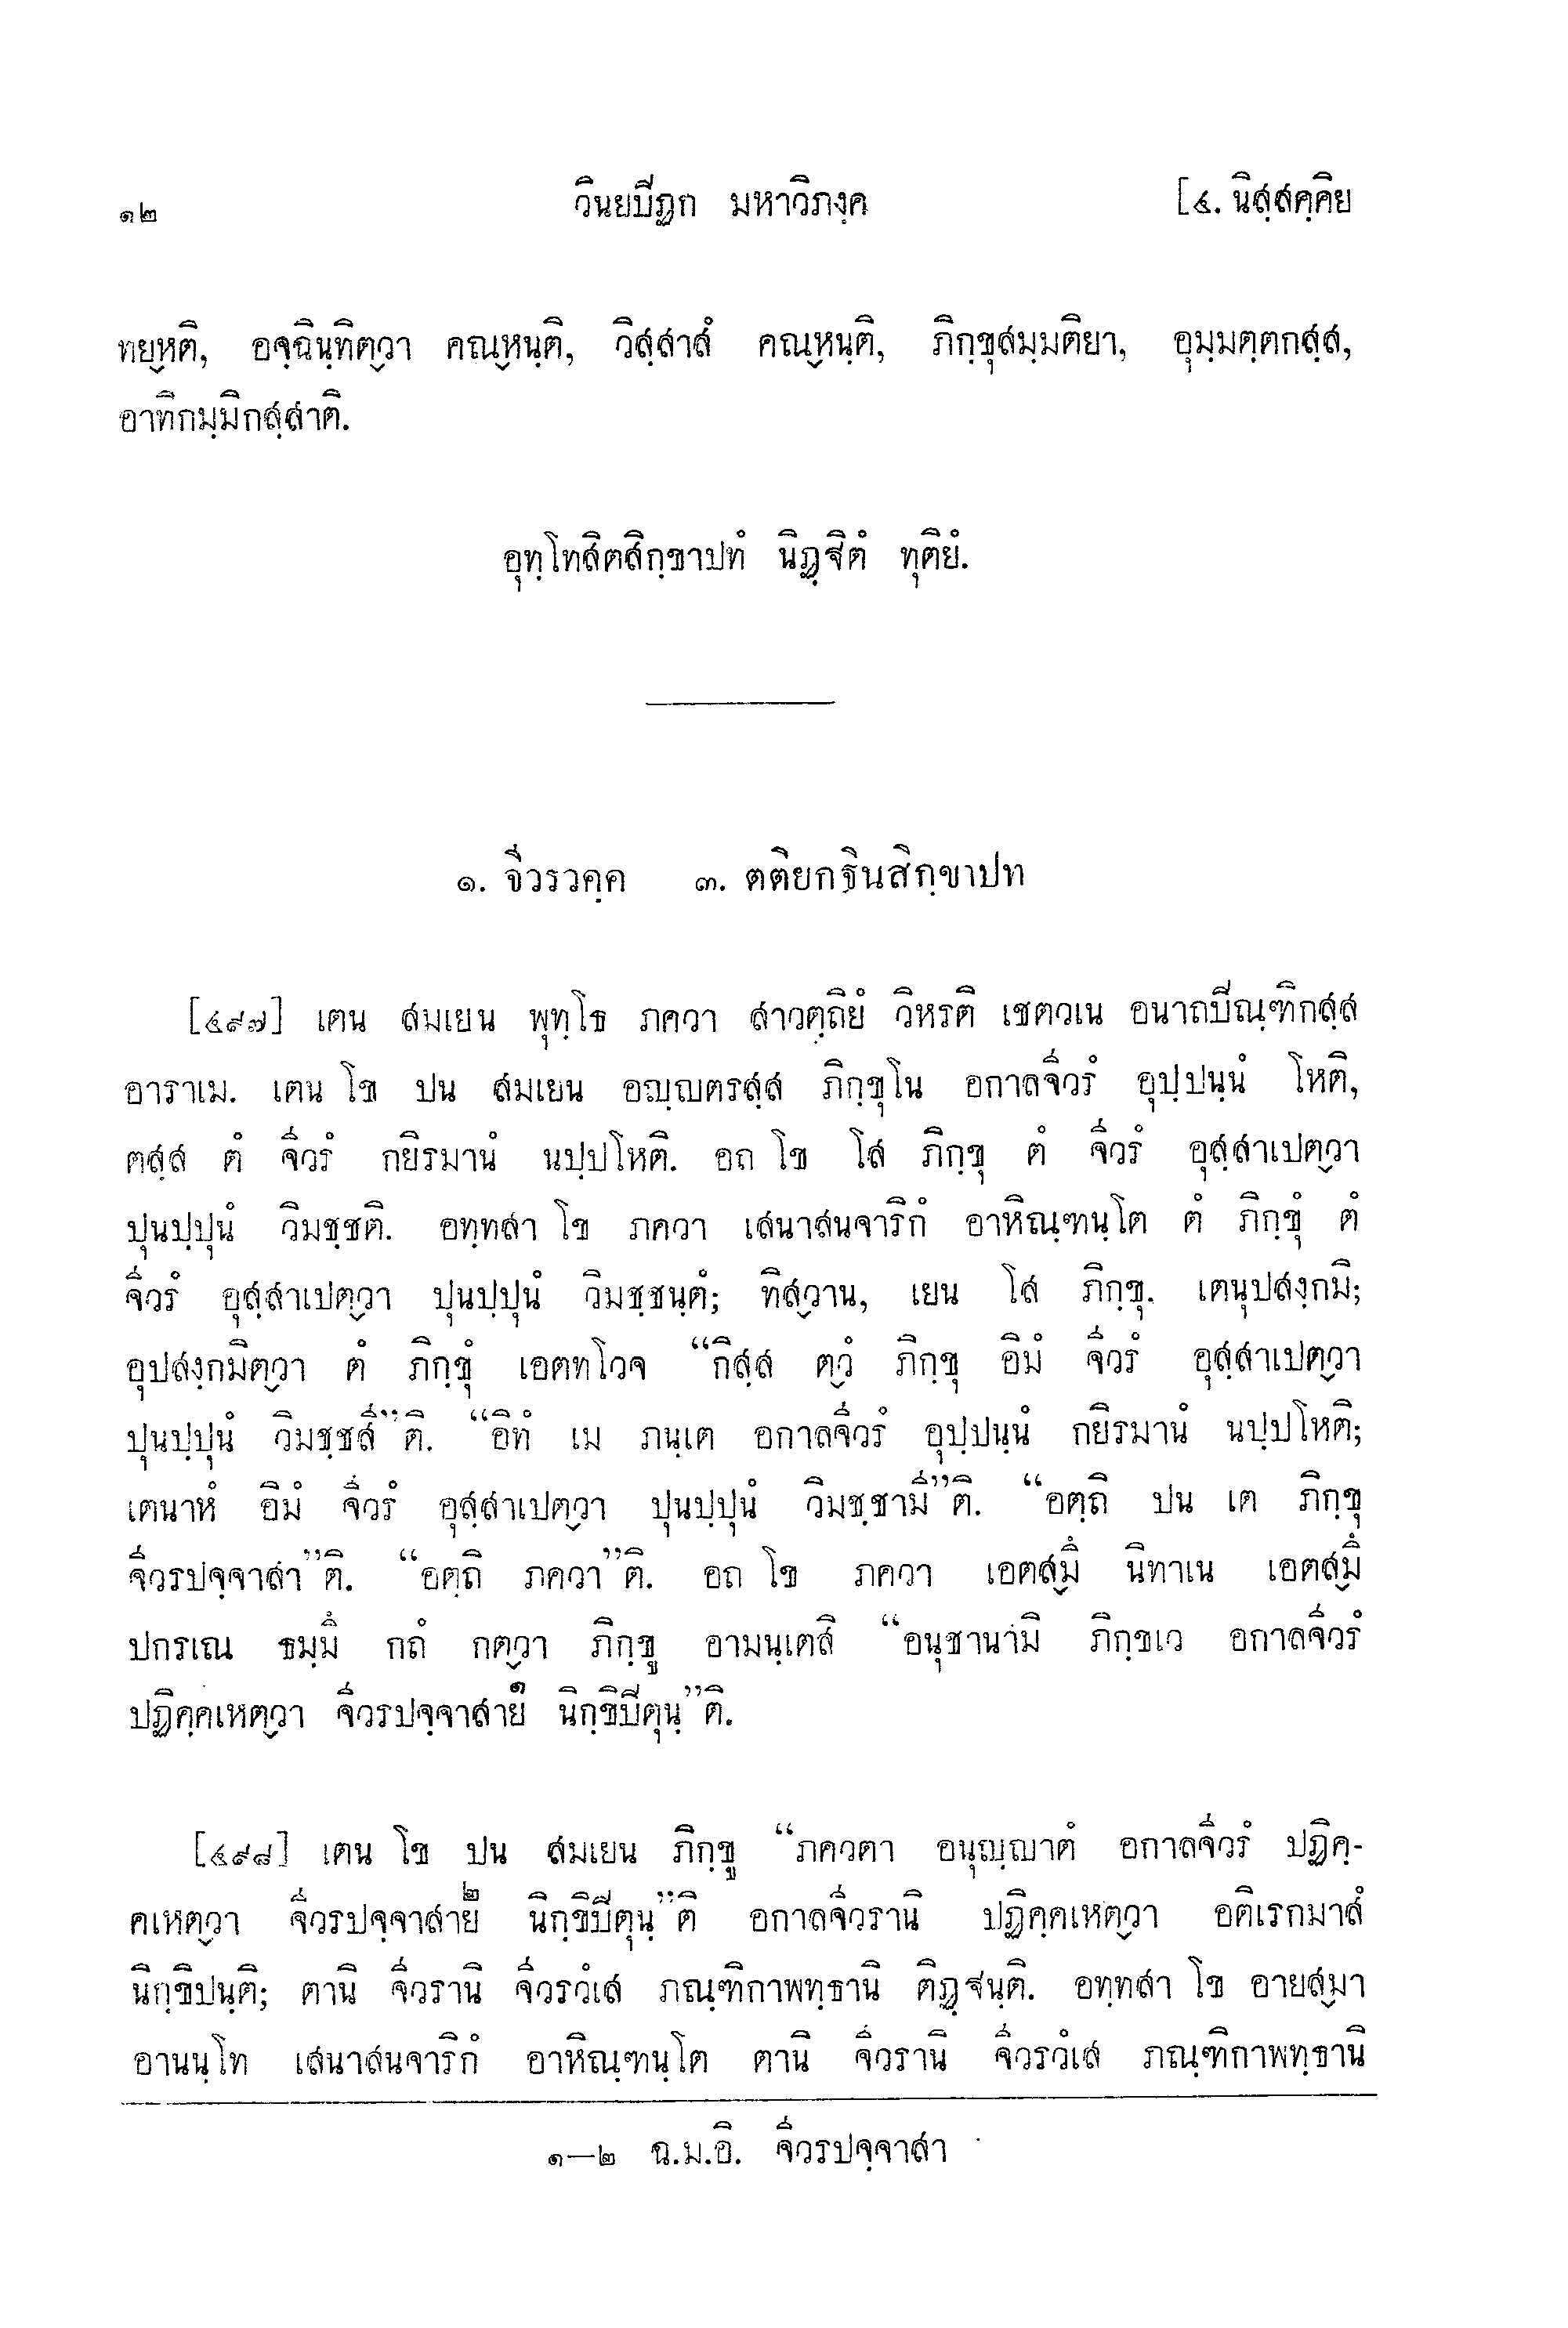 ๑๒ วินยปิฏก มหาวิภงฺค [๔. นิสฺสคฺคิย
ทยฺหติ, อจฺฉินฺทิตฺวา คณฺหนฺติ, วิสฺสาสํ คณฺหนฺติ, ภิกฺขุสมฺมติยา, อุมฺมตฺตกสฺส,
อาทิกมฺมิกสฺสาติ.
อุทฺโทสิตสิกฺขาปทํ นิฏฺฐิตํ ทุติยํ.
๑. จีวรวคฺค ๓. ตติยกฐินสิกฺขาปท
[๔๙๗] เตน สมเยน พุทฺโธ ภควา สาวตฺถิยํ วิหรติ เชตวเน อนาถปิณฺฑิกสฺส
อาราเม. เตน โข ปน สมเยน อญฺญตรสฺส ภิกฺขุโน อกาลจีวรํ อุปฺปนฺนํ โหติ,
ตสฺส ตํ จีวรํ กยิรมานํ นปฺปโหติ. อถ โข โส ภิกฺขุ ตํ จีวรํ อุสฺสาเปตฺวา
ปุนปฺปุนํ วิมชฺชติ. อทฺทสา โข ภควา เสนาสนจาริกํ อาหิณฺฑนฺโต ตํ ภิกฺขุํ ตํ
จีวรํ อุสฺสาเปตฺวา ปุนปฺปุนํ วิมชฺชนฺตํ; ทิสฺวาน, เยน โส ภิกฺขุ. เตนุปสงฺกมิ;
อุปสงฺกมิตฺวา ตํ ภิกฺขุํ เอตทโวจ “กิสฺส ตฺวํ ภิกฺขุ อิมํ จีวรํ อุสฺสาเปตฺวา
ปุนปฺปุนํ วิมชฺชสี”ติ. “อิทํ เม ภนฺเต อกาลจีวรํ อุปฺปนฺนํ กยิรมานํ นปฺปโหติ;
เตนาหํ อิมํ จีวรํ อุสฺสาเปตฺวา ปุนปฺปุนํ วิมชฺชามี”ติ. “อตฺถิ ปน เต ภิกฺขุ
จีวรปจฺจาสา”ติ. “อตฺถิ ภควา”ติ. อถ โข ภควา เอตสฺมึ นิทาเน เอตสฺมึ
ปกรเณ ธมฺมึ กถํ กตฺวา ภิกฺขู อามนฺเตสิ “อนุชานามิ ภิกฺขเว อกาลจีวรํ
ปฏิคฺคเหตฺวา จีวรปจฺจาสายํ๑ นิกฺขิปิตุนฺ”ติ.
[๔๙๘] เตน โข ปน สมเยน ภิกฺขู “ภควตา อนุญฺญาตํ อกาลจีวรํ ปฏิคฺ-
คเหตฺวา จีวรปจฺจาสายํ๒ นิกฺขิปิตุนฺ”ติ อกาลจีวรานิ ปฏิคฺคเหตฺวา อติเรกมาสํ
นิกฺขิปนฺติ; ตานิ จีวรานิ จีวรวํเส ภณฺฑิกาพทฺธานิ ติฏฺฐนฺติ. อทฺทสา โข อายสฺมา
อานนฺโท เสนาสนจาริกํ อาหิณฺฑนฺโต ตานิ จีวรานิ จีวรวํเส ภณฺฑิกาพทฺธานิ
๑—๒ ฉ.ม.อิ. จีวรปจฺจาสา